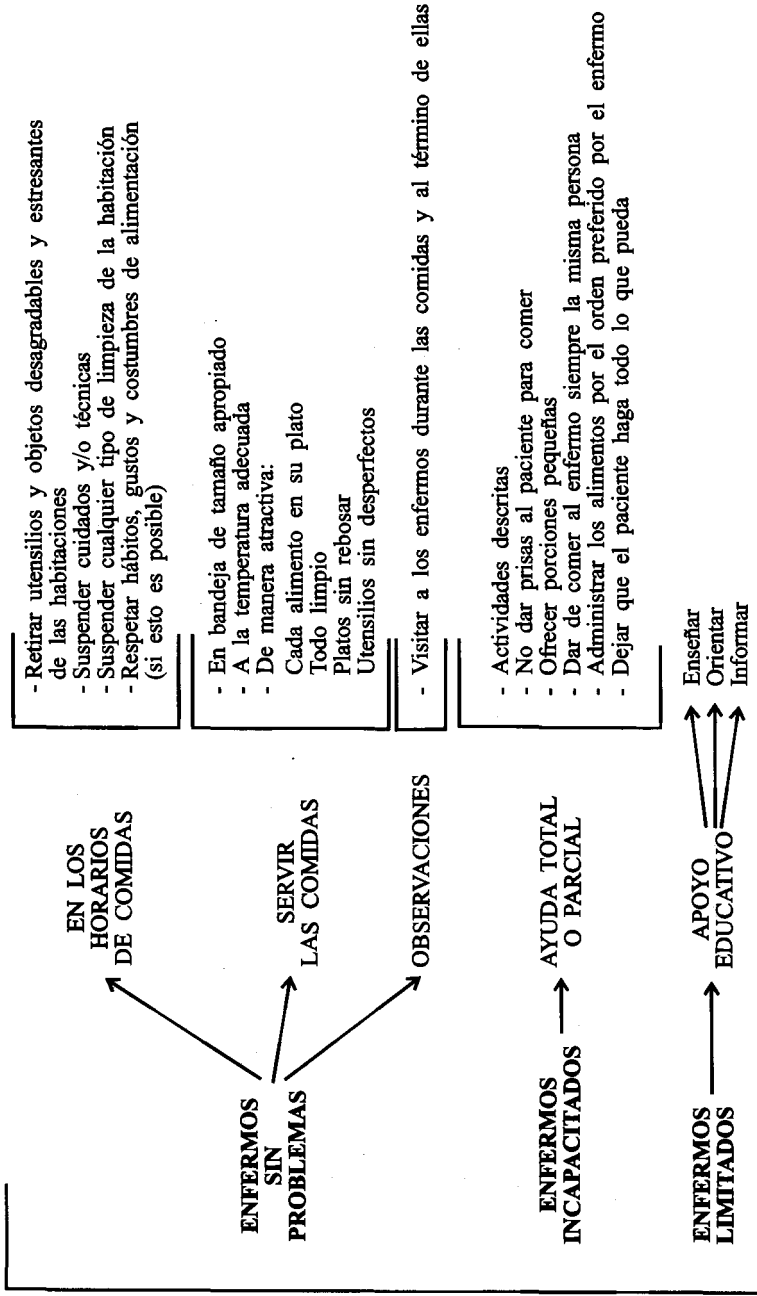 ENFERMOS
SIN
PROBLEMAS
EN LOS
HORARIOS
DE COMIDAS
- Retirar utensilios y objetos desagradables y estresantes
de las habitaciones
- Suspender cuidados y/o técnicas
- Suspender cualquier tipo de limpieza de la habitación
- Respetar hábitos, gustos y costumbres de alimentación
(si esto es posible)
SERVIR
LAS COMIDAS
- En bandeja de tamaño apropiado
- A la temperatura adecuada
- De manera atractiva:
Cada alimento en su plato
Todo limpio
Platos sin rebosar
Utensilios sin desperfectos
OBSERVACIONES
- Visitar a los enfermos durante las comidas y al término de ellas
ENFERMOS
INCAPACITADOS
AYUDA TOTAL
O PARCIAL
- Actividades descritas
- No dar prisas al paciente para comer
- Ofrecer porciones pequeñas
- Dar de comer al enfermo siempre la misma persona
- Administrar los alimentos por el orden preferido por el enfermo
- Dejar que el paciente haga todo lo que pueda
ENFERMOS
LIMITADOS
APOYO
EDUCATIVO
Enseñar
Orientar
Informar